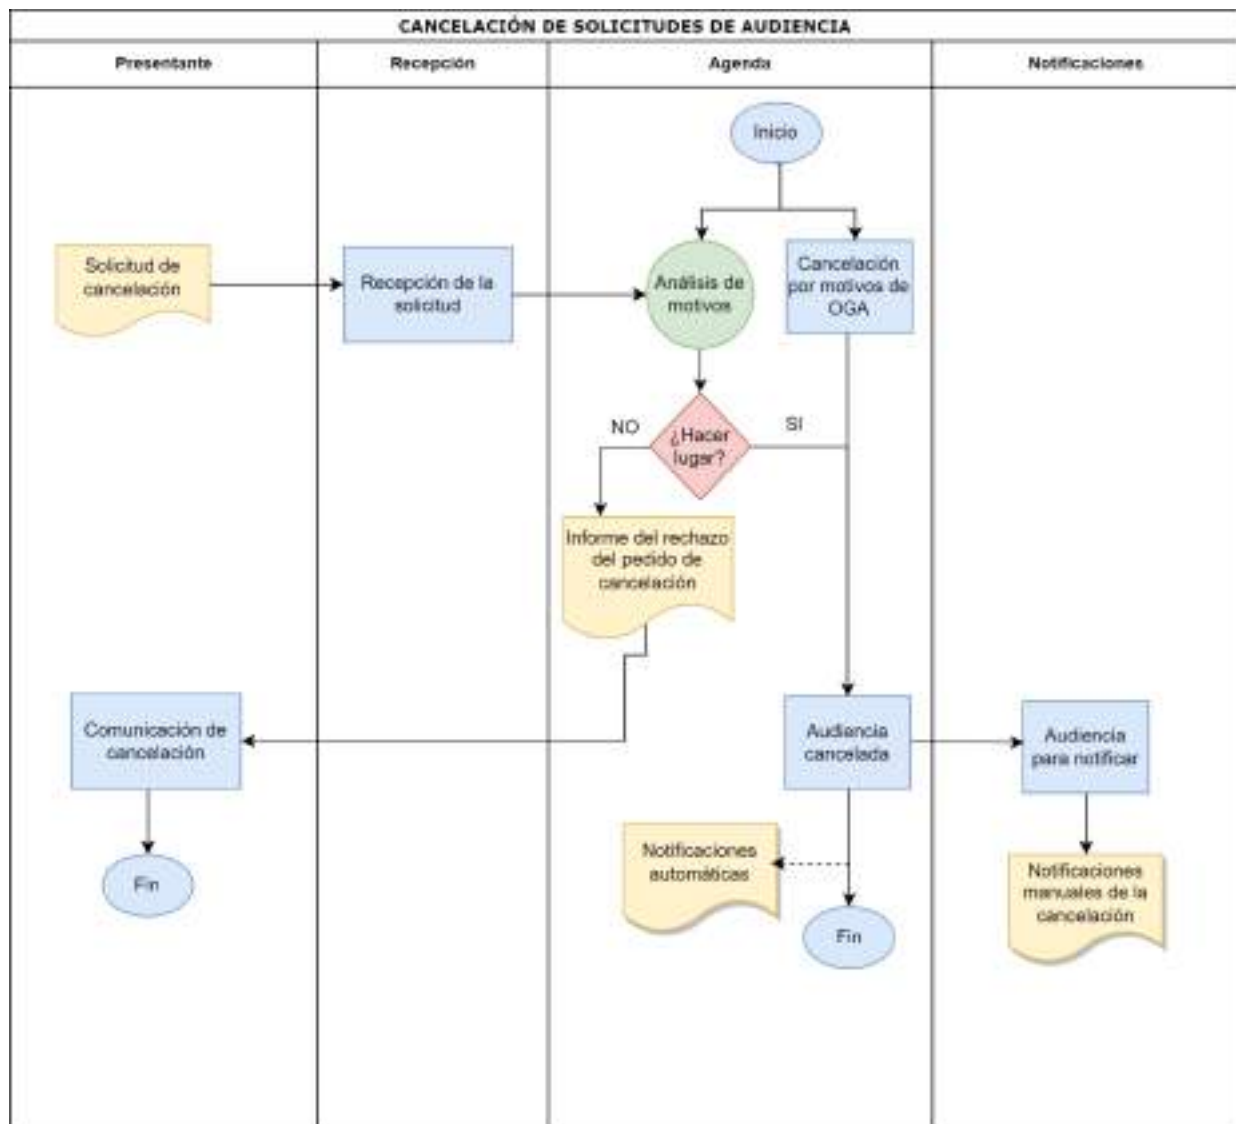 CANCELACIÓN DE SOLICITUDES DE AUDIENCIA
Presentante
Recepción
Agenda
Notificaciones
Inicio
Solicitud de
cancelación
Recepción de la
solicitud
Análisis de
motivos
Cancelación
por motivos de
OGA
NO
¿Hacer
lugar?
SI
Informe del rechazo
del pedido de
cancelación
Comunicación de
cancelación
Audiencia
cancelada
Audiencia
para notificar
Notificaciones
automáticas
Notificaciones
manuales de la
cancelación
Fin
Fin